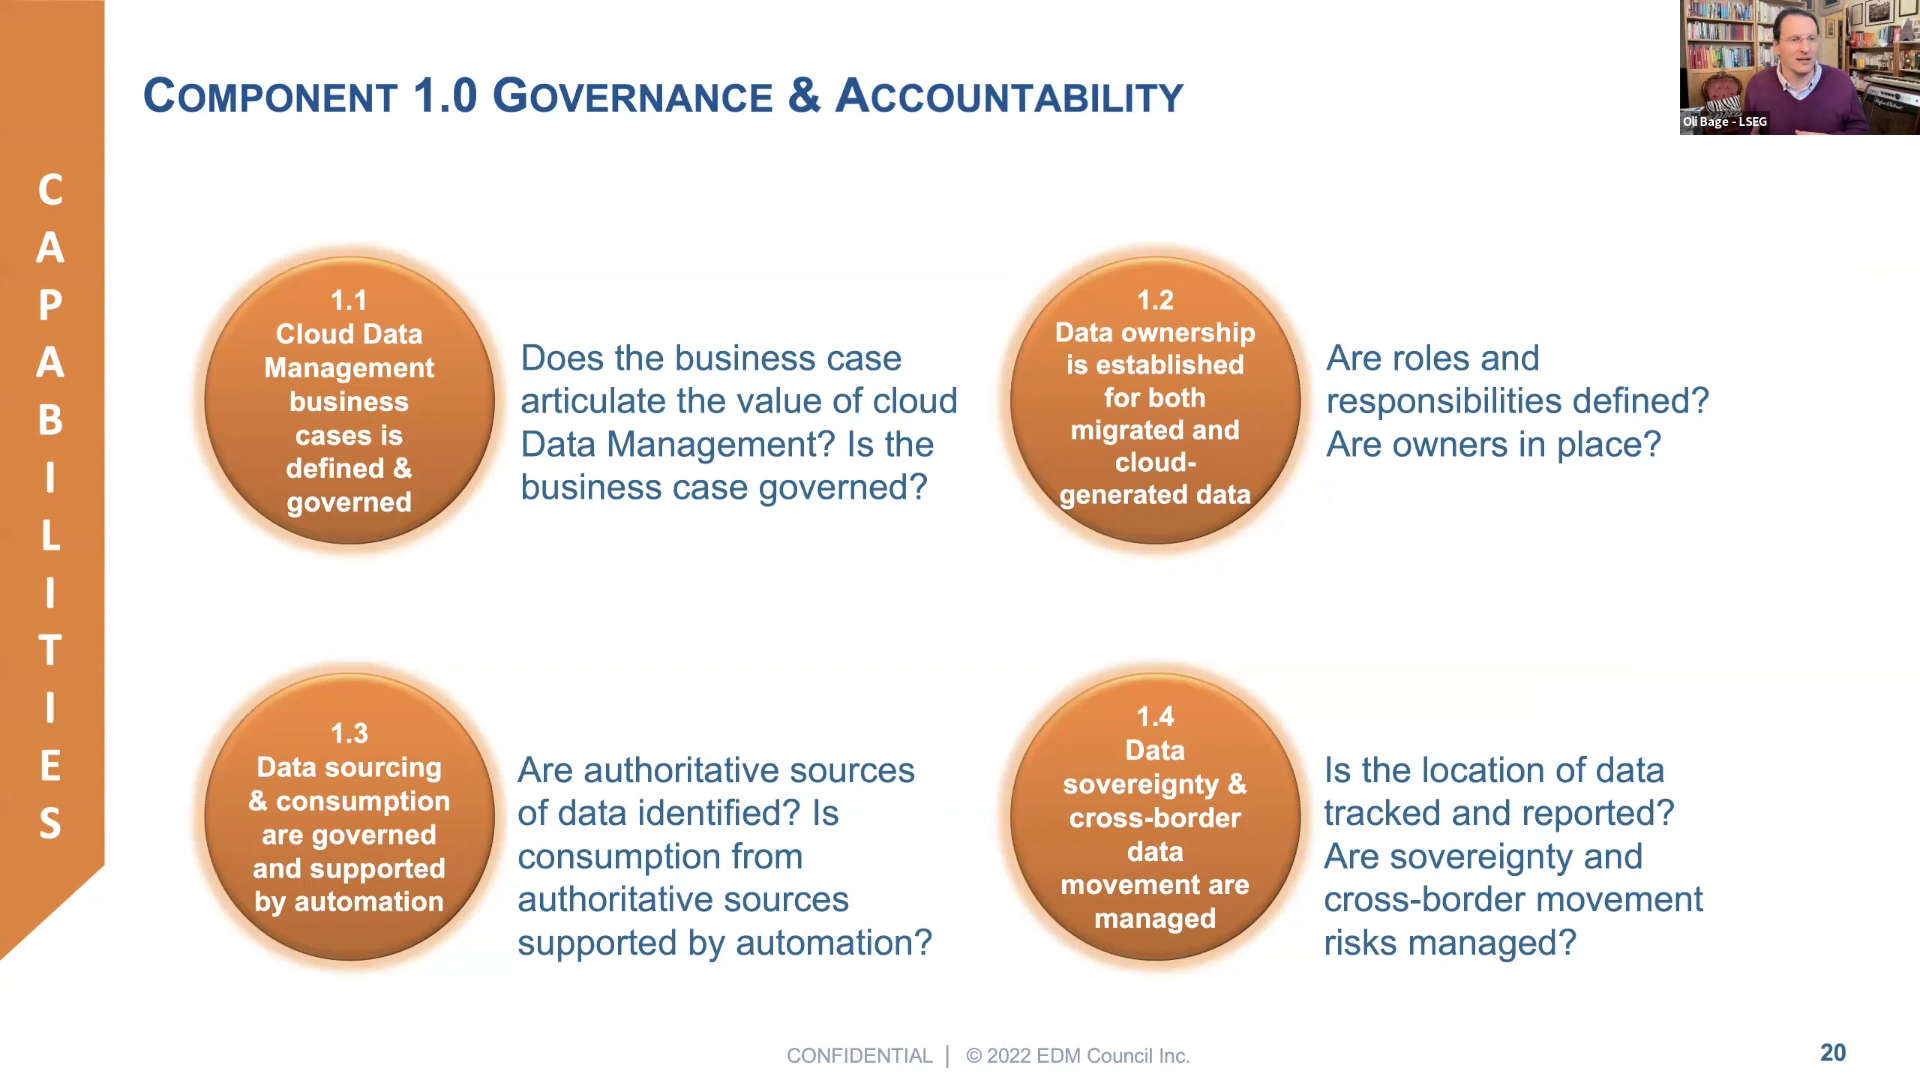 COMPONENT 1.0 GOVERNANCE & ACCOUNTABILITY
Oli Bage - LSEG
C
A
P
A
B
I
L
I
T
I
E
S
1.1
Cloud Data
Management
business
cases is
defined &
governed
Does the business case
articulate the value of cloud
Data Management? Is the
business case governed?
1.2
Data ownership
is established
for both
migrated and
cloud-
generated data
Are roles and
responsibilities defined?
Are owners in place?
1.3
Data sourcing
& consumption
are governed
and supported
by automation
Are authoritative sources
of data identified? Is
consumption from
authoritative sources
supported by automation?
1.4
Data
sovereignty &
cross-border
data
movement are
managed
Is the location of data
tracked and reported?
Are sovereignty and
cross-border movement
risks managed?
CONFIDENTIAL | © 2022 EDM Council Inc.
20